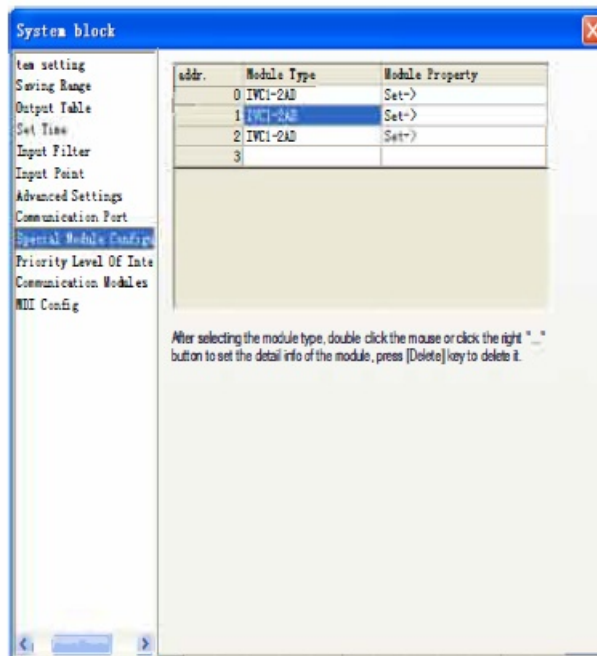 System block
tem setting
Saving Range
Output Table
Set Time
Input Filter
Input Point
Advanced Settings
Communication Port
Special Module Configu
Priority Level Of Inte
Communication Modules
MDI Config
addr. Module Type Module Property
0 IVC1-2AD Set->
1 IVC1-2AD Set->
2 IVC1-2AD Set->
3
After selecting the module type, double click the mouse or click the right "..."
button to set the detail info of the module, press [Delete] key to delete it.